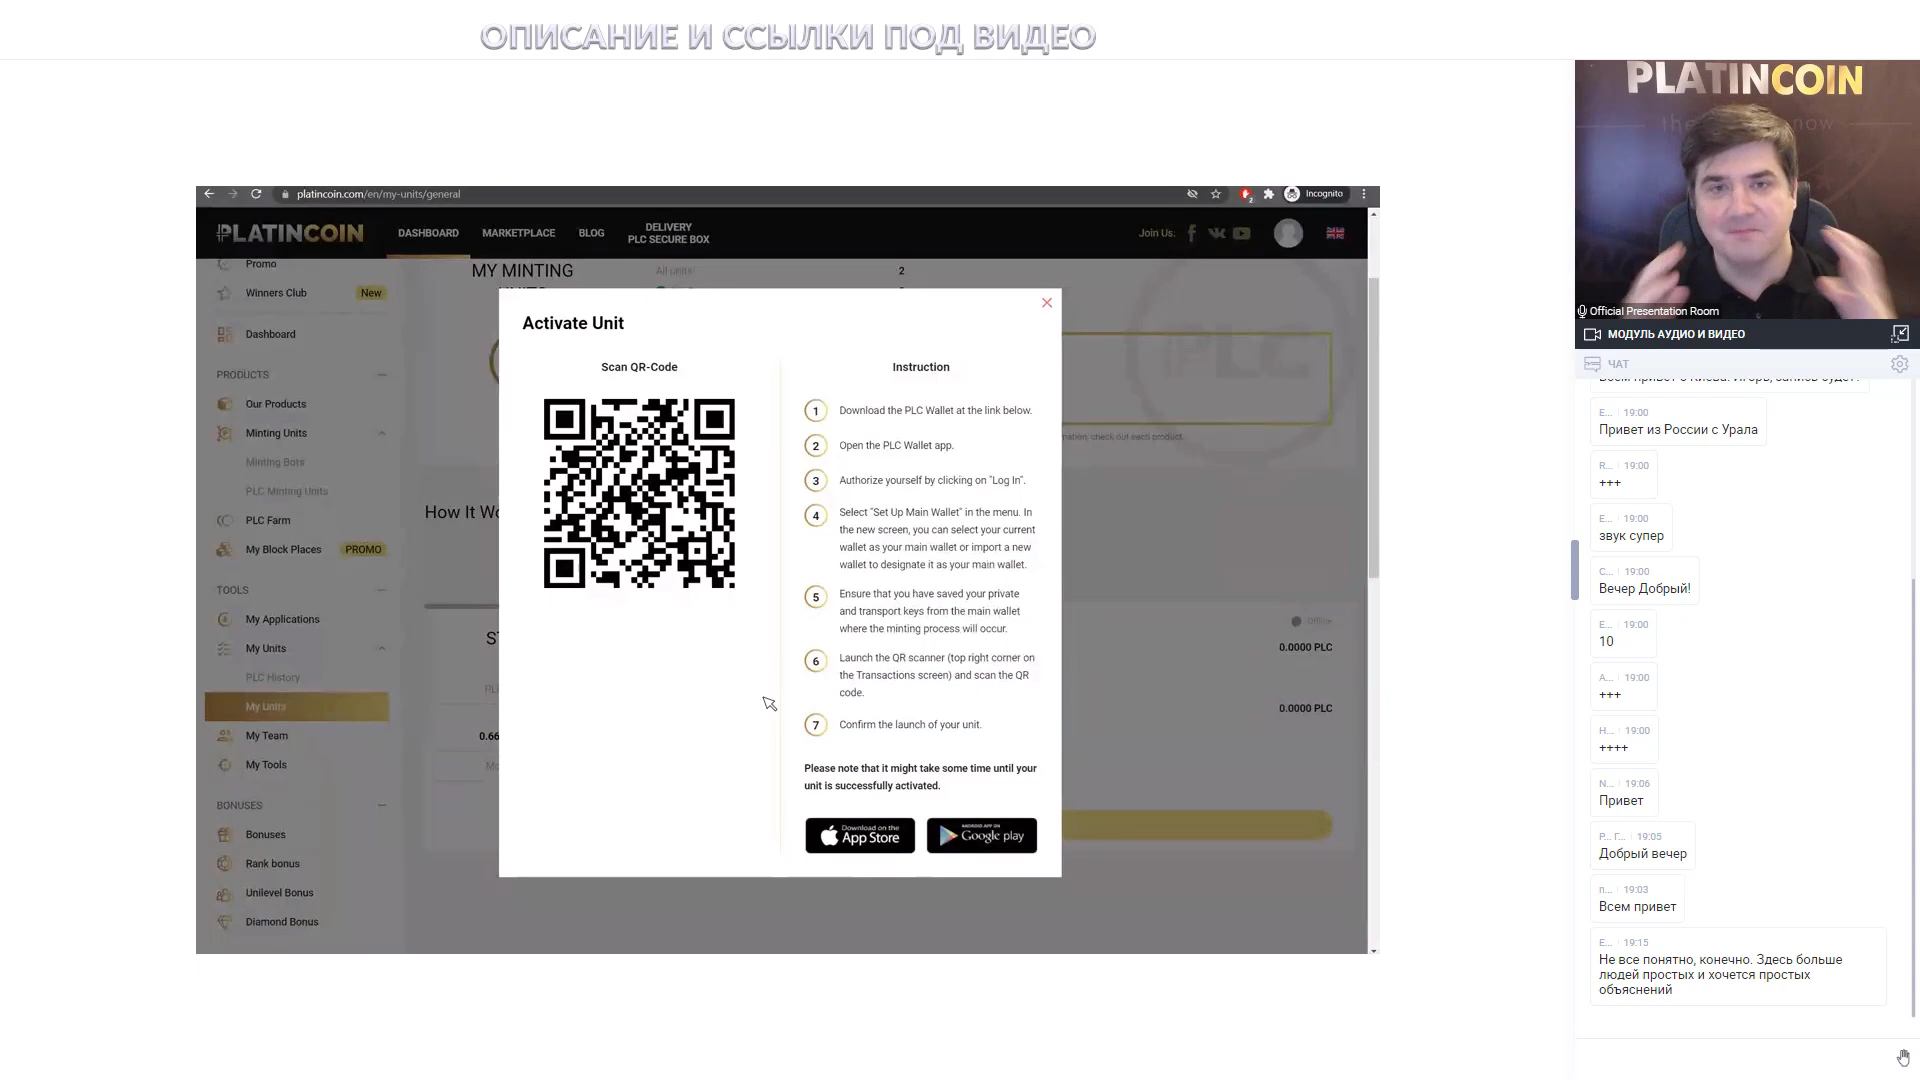 ОПИСАНИЕ И ССЫЛКИ ПОД ВИДЕО
platincoin.com/en/my-units/general
Incognito
PLATINCOIN
DASHBOARD
MARKETPLACE
BLOG
DELIVERY
PLC SECURE BOX
Join Us.
Promo
Winners Club
New
Dashboard
PRODUCTS
Our Products
Minting Units
Minting Bots
PLC Minting Units
PLC Farm
My Block Places
PROMO
TOOLS
My Applications
My Units
PLC History
My Units
My Team
My Tools
BONUSES
Bonuses
Rank bonus
Unilevel Bonus
Diamond Bonus
MY MINTING
All units
2
How It Wo
0.66
Offline
0.0000 PLC
0.0000 PLC
check out each product.
Activate Unit
Scan QR-Code
Instruction
1 Download the PLC Wallet at the link below.
2 Open the PLC Wallet app.
3 Authorize yourself by clicking on "Log In".
4 Select "Set Up Main Wallet" in the menu. In
the new screen, you can select your current
wallet as your main wallet or import a new
wallet to designate it as your main wallet.
5 Ensure that you have saved your private
and transport keys from the main wallet
where the minting process will occur.
6 Launch the QR scanner (top right corner on
the Transactions screen) and scan the QR
code.
7 Confirm the launch of your unit.
Please note that it might take some time until your
unit is successfully activated.
Download on the
App Store
ANDROID APP ON
Google play
PLATINCOIN
Official Presentation Room
МОДУЛЬ АУДИО И ВИДЕО
ЧАТ
E... 19:00
Привет из России с Урала
R... 19:00
+++
E... 19:00
звук супер
С... 19:00
Вечер Добрый!
E... 19:00
10
A... 19:00
+++
Н... 19:00
++++
N... 19:06
Привет
Р... Г... 19:05
Добрый вечер
п... 19:03
Всем привет
E... 19:15
Не все понятно, конечно. Здесь больше
людей простых и хочется простых
объяснений